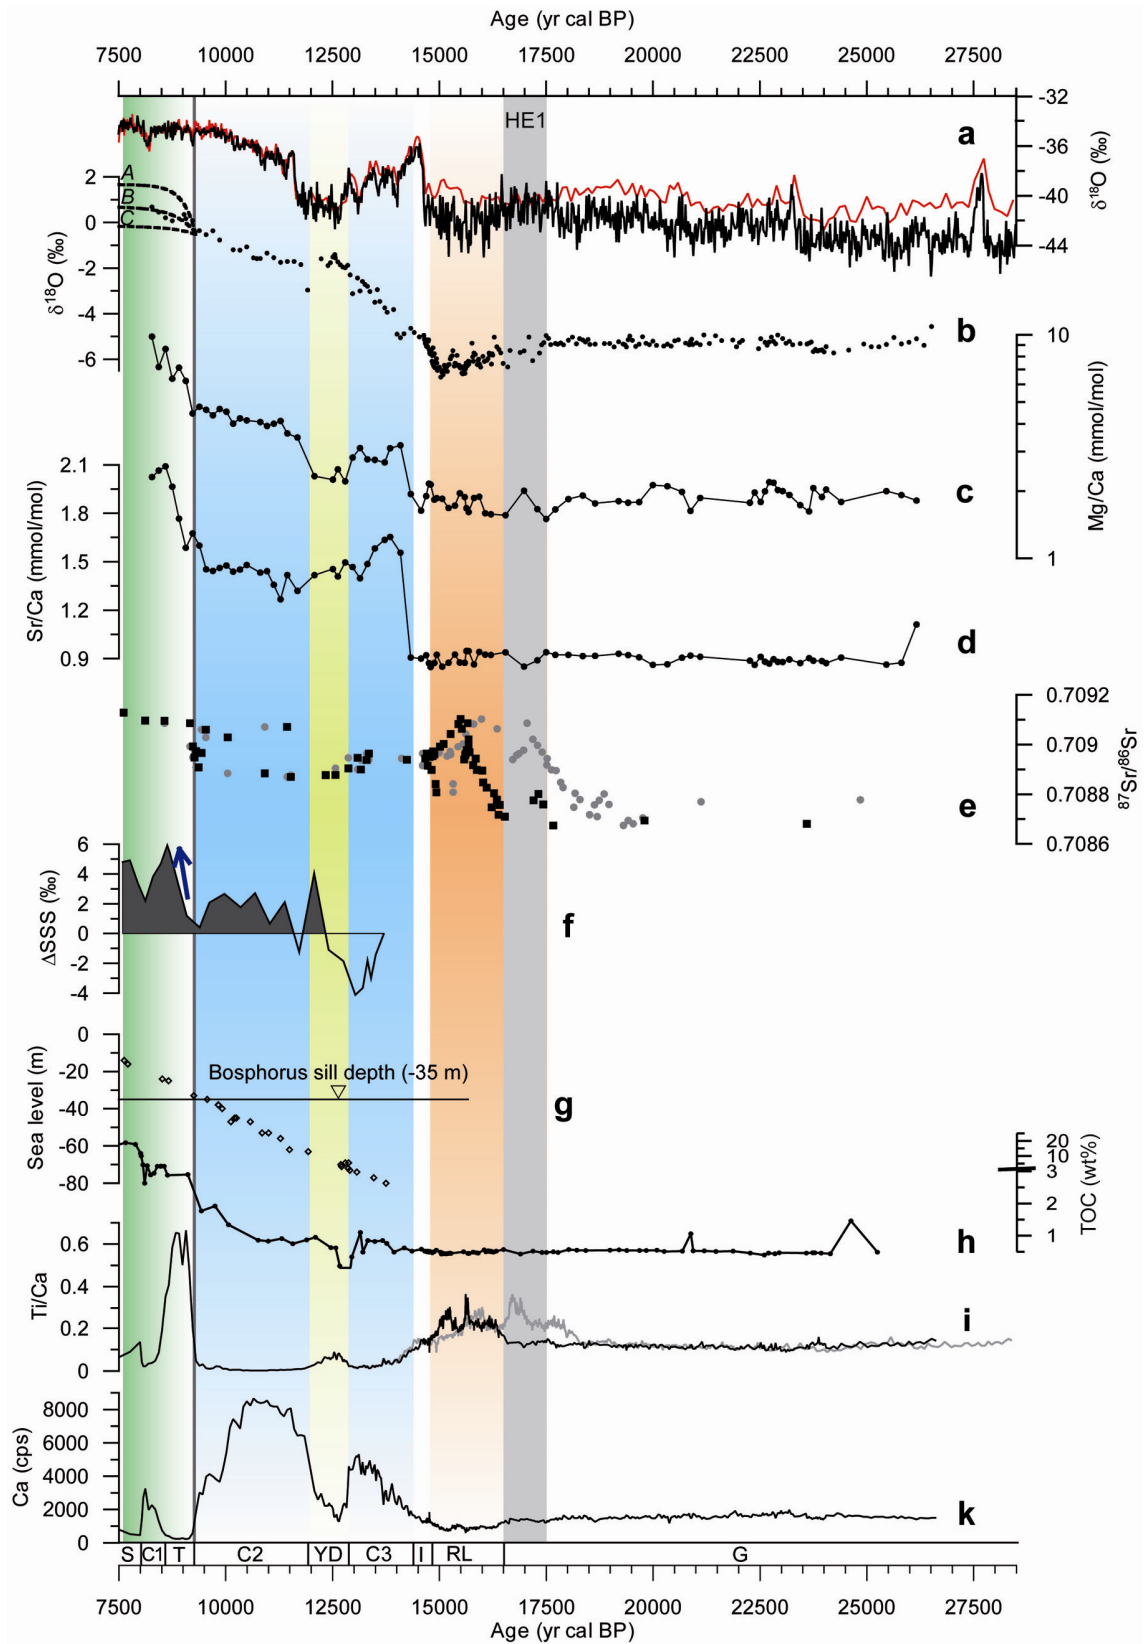 Age (yr cal BP)
7500 10000 12500 15000 17500 20000 22500 25000 27500
HE1
a
-32
-36
-40
-44
δ18O (‰)
A
B
C
2
0
-2
-4
-6
δ18O (‰)
b
10
1
Mg/Ca (mmol/mol)
c
2.1
1.8
1.5
1.2
0.9
Sr/Ca (mmol/mol)
d
0.7092
0.709
0.7088
0.7086
87Sr/86Sr
e
6
4
2
0
-2
-4
ΔSSS (‰)
f
0
-20
-40
-60
-80
Sea level (m)
Bosphorus sill depth (-35 m)
g
20
10
3
2
1
TOC (wt%)
h
0.6
0.4
0.2
0
Ti/Ca
i
8000
6000
4000
2000
0
Ca (cps)
k
S C1 T C2 YD C3 I RL G
7500 10000 12500 15000 17500 20000 22500 25000 27500
Age (yr cal BP)